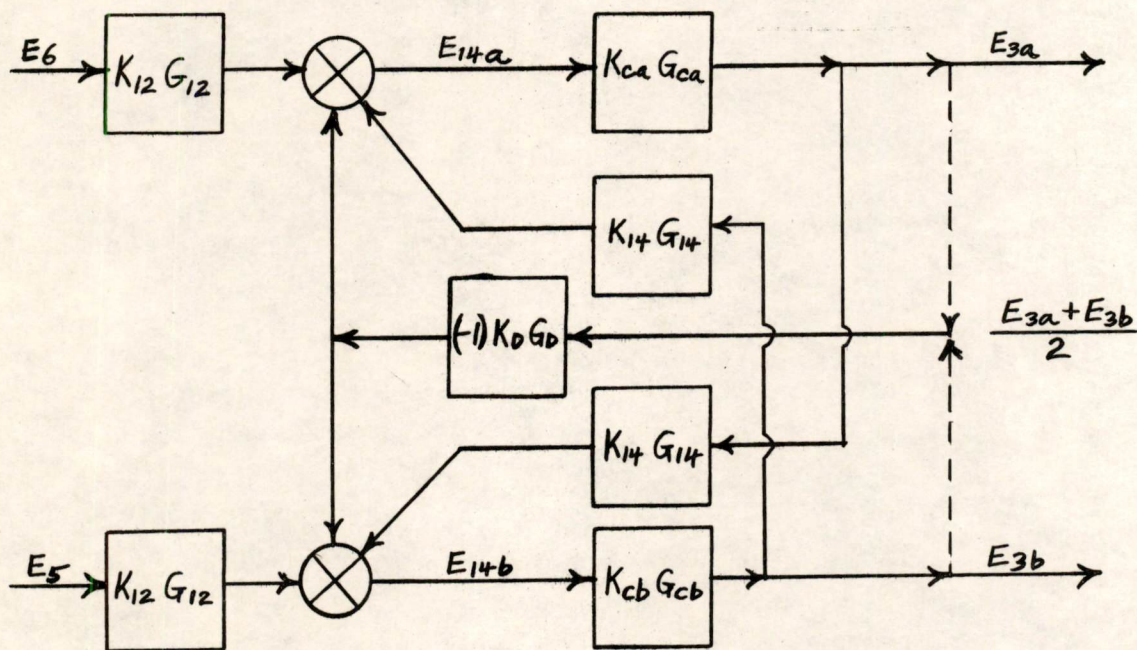 E6
K12 G12
E14a
Kca Gca
E3a
K14 G14
(-1) KD GD
E3a + E3b
2
K14 G14
E5
K12 G12
E14b
Kcb Gcb
E3b